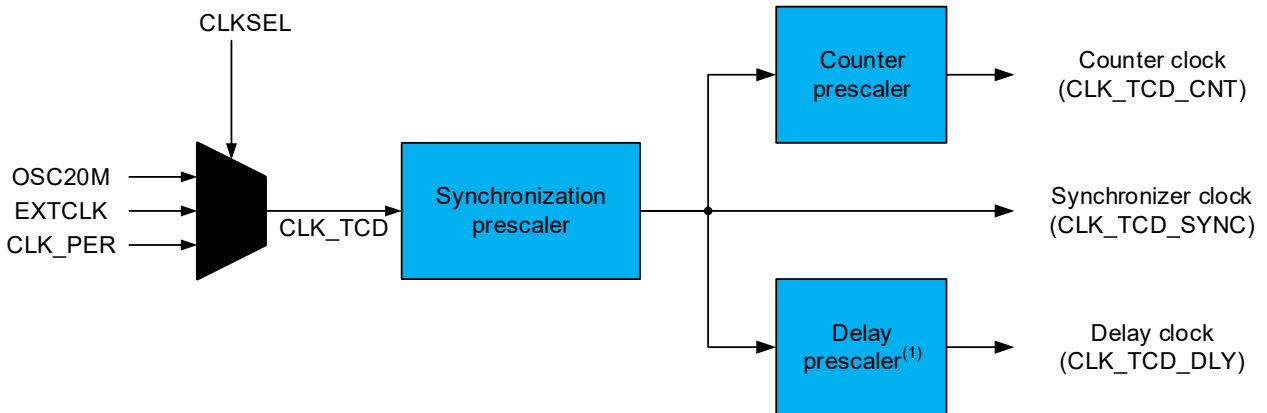 CLKSEL
OSC20M
EXTCLK
CLK_PER
CLK_TCD
Synchronization
prescaler
Counter
prescaler
Counter clock
(CLK_TCD_CNT)
Synchronizer clock
(CLK_TCD_SYNC)
Delay
prescaler(1)
Delay clock
(CLK_TCD_DLY)